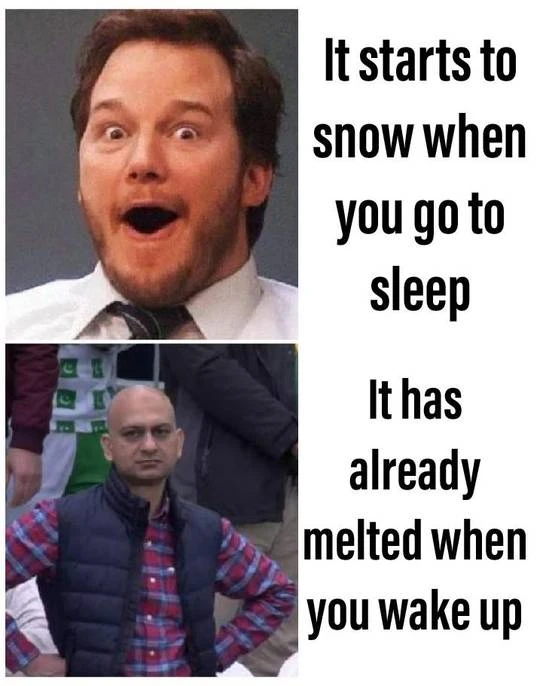 It starts to
snow when
you go to
sleep
It has
already
melted when
you wake up